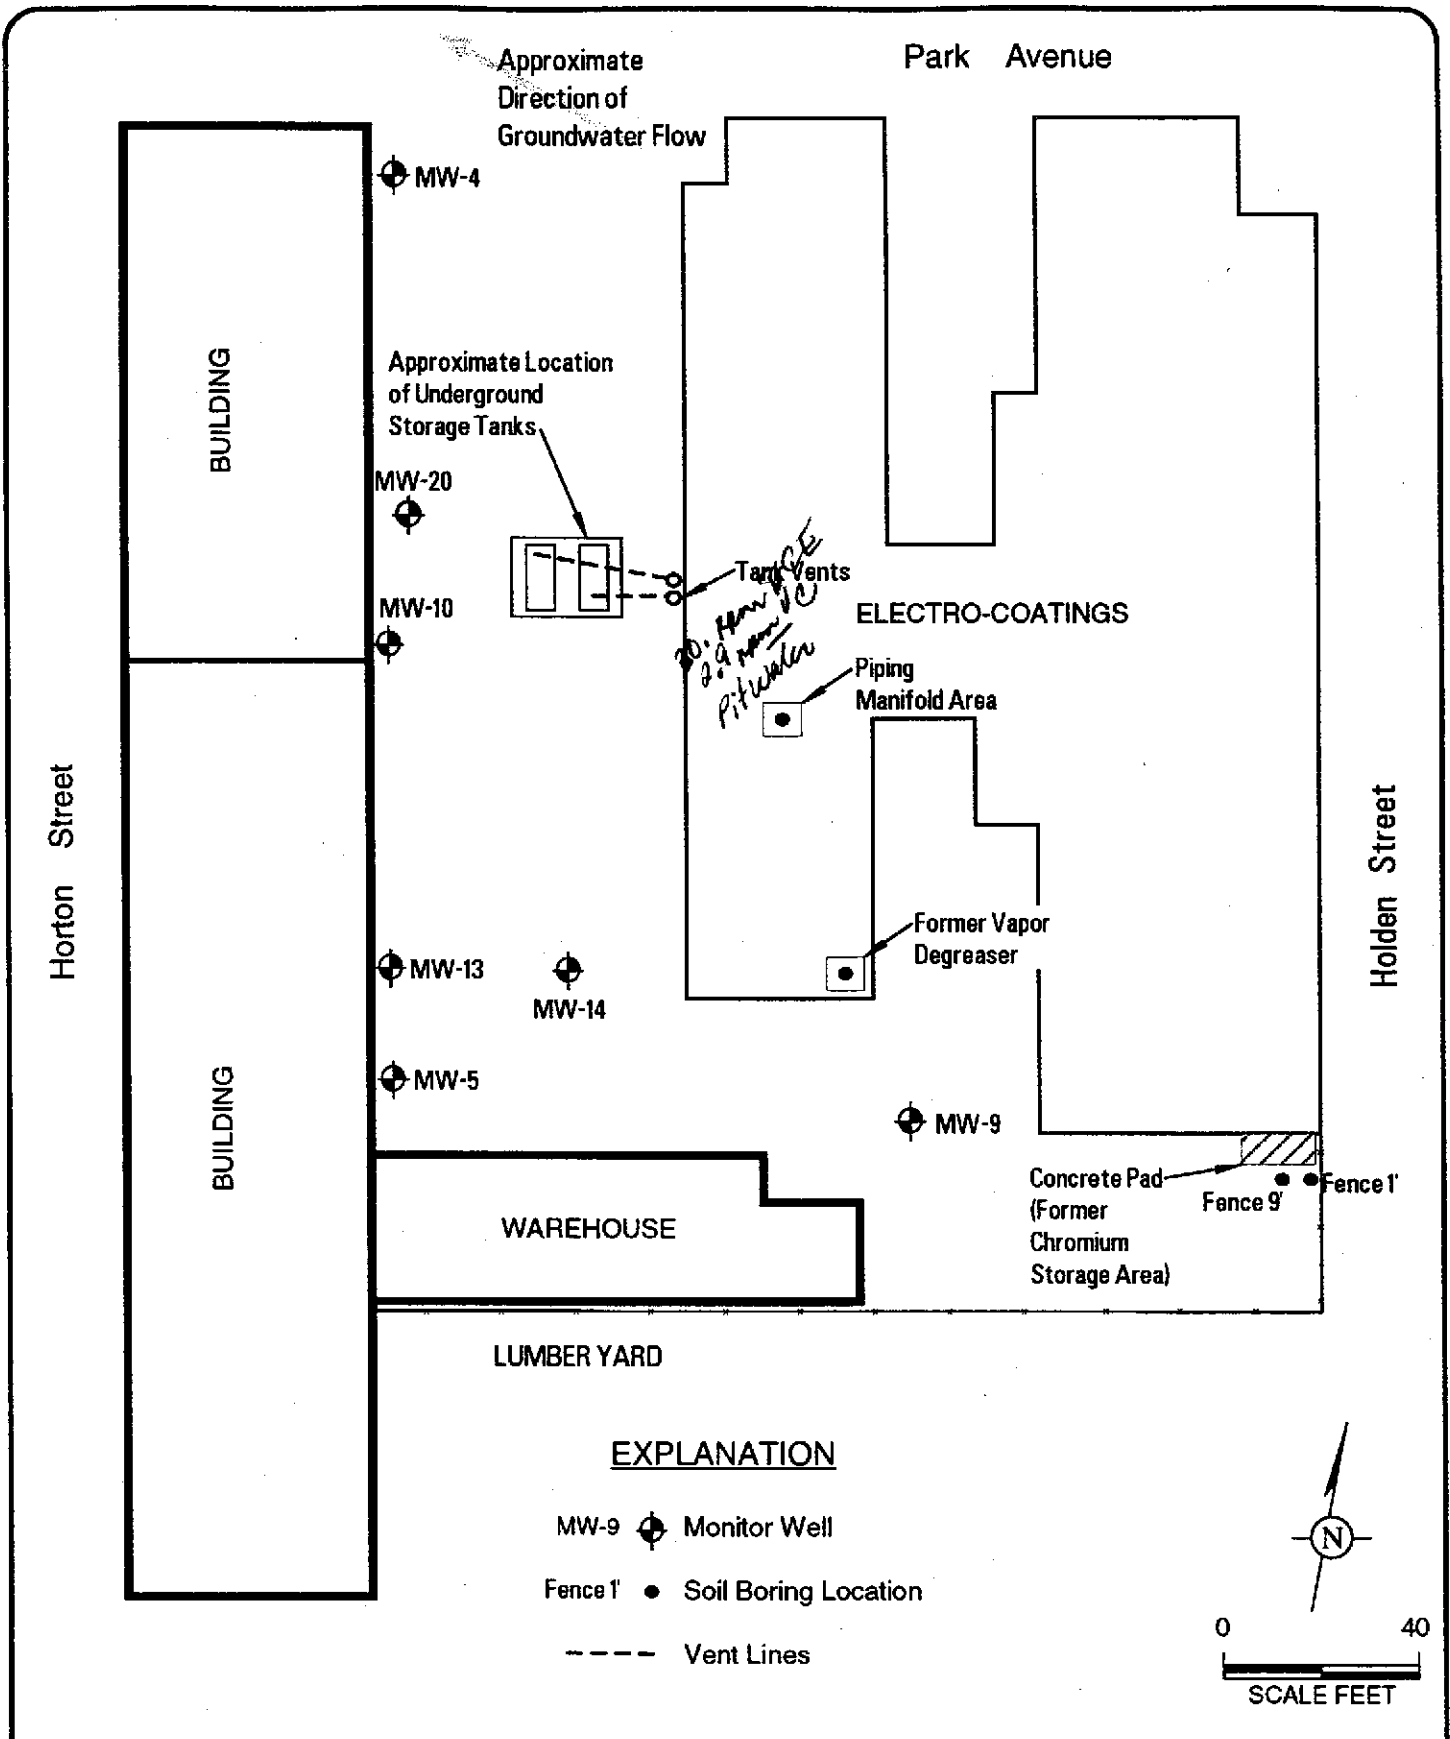 Park Avenue
Approximate
Direction of
Groundwater Flow
MW-4
BUILDING
Approximate Location
of Underground
Storage Tanks
MW-20
MW-10
Tank Vents
ELECTRO-COATINGS
Pit water
Piping
Manifold Area
Horton Street
Holden Street
Former Vapor
Degreaser
MW-13
MW-14
MW-5
BUILDING
MW-9
Concrete Pad
(Former
Chromium
Storage Area)
Fence 9'
Fence 1'
WAREHOUSE
LUMBER YARD
EXPLANATION
MW-9 Monitor Well
Fence 1' Soil Boring Location
Vent Lines
N
0 40
SCALE FEET